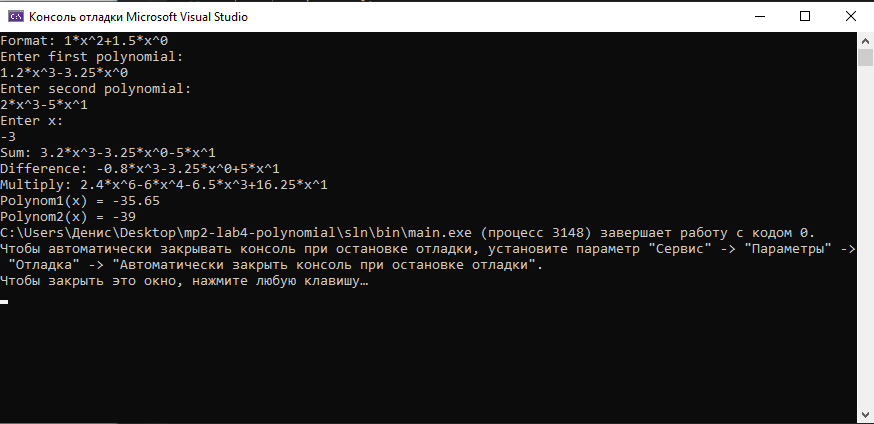 Консоль отладки Microsoft Visual Studio
Format: 1*x^2+1.5*x^0
Enter first polynomial:
1.2*x^3-3.25*x^0
Enter second polynomial:
2*x^3-5*x^1
Enter x:
-3
Sum: 3.2*x^3-3.25*x^0-5*x^1
Difference: -0.8*x^3-3.25*x^0+5*x^1
Multiply: 2.4*x^6-6*x^4-6.5*x^3+16.25*x^1
Polynom1(x) = -35.65
Polynom2(x) = -39
C:\Users\Денис\Desktop\mp2-lab4-polynomial\sln\bin\main.exe (процесс 3148) завершает работу с кодом 0.
Чтобы автоматически закрывать консоль при остановке отладки, установите параметр "Сервис" -> "Параметры" ->
"Отладка" -> "Автоматически закрыть консоль при остановке отладки".
Чтобы закрыть это окно, нажмите любую клавишу…